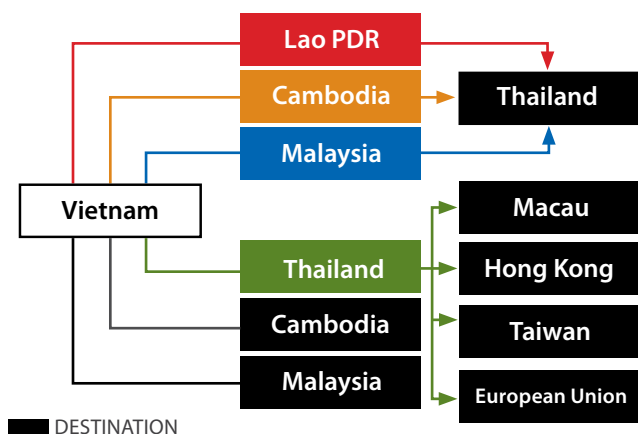 Lao PDR
Cambodia
Thailand
Malaysia
Vietnam
Macau
Thailand
Hong Kong
Cambodia
Taiwan
Malaysia
European Union
DESTINATION